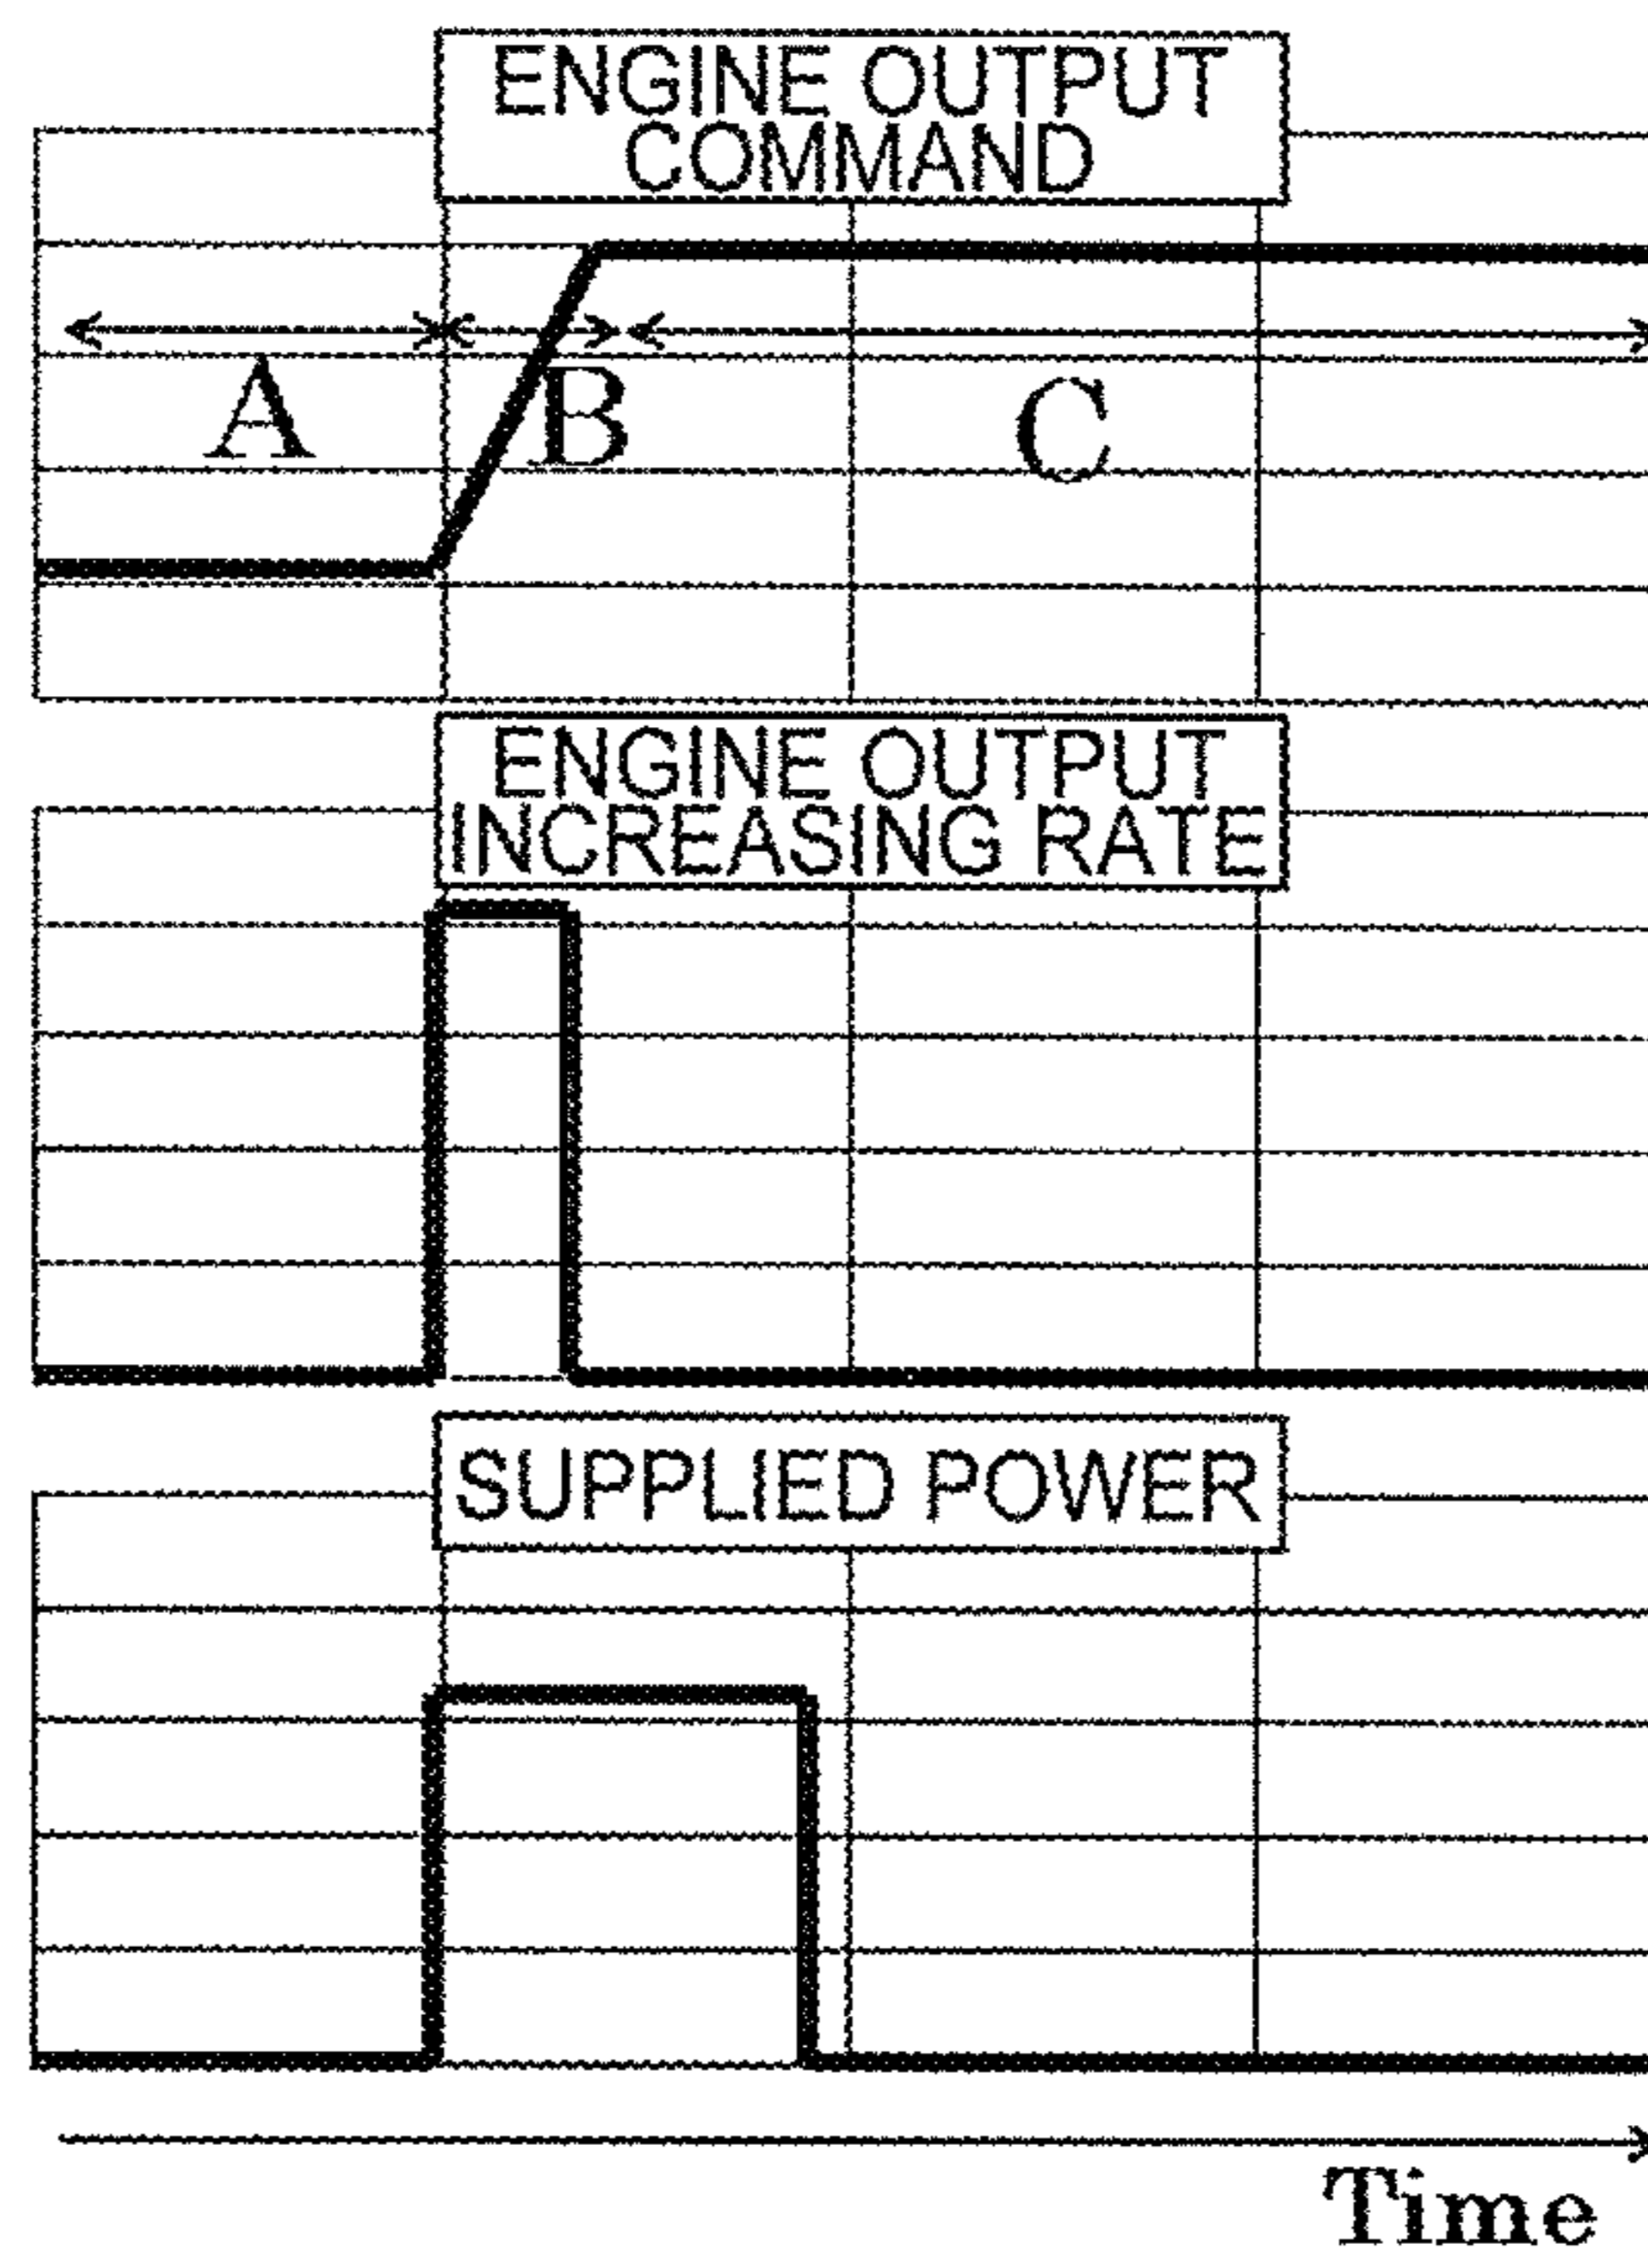 ENGINE OUTPUT
COMMAND
A
B
C
ENGINE OUTPUT
INCREASING RATE
SUPPLIED POWER
Time